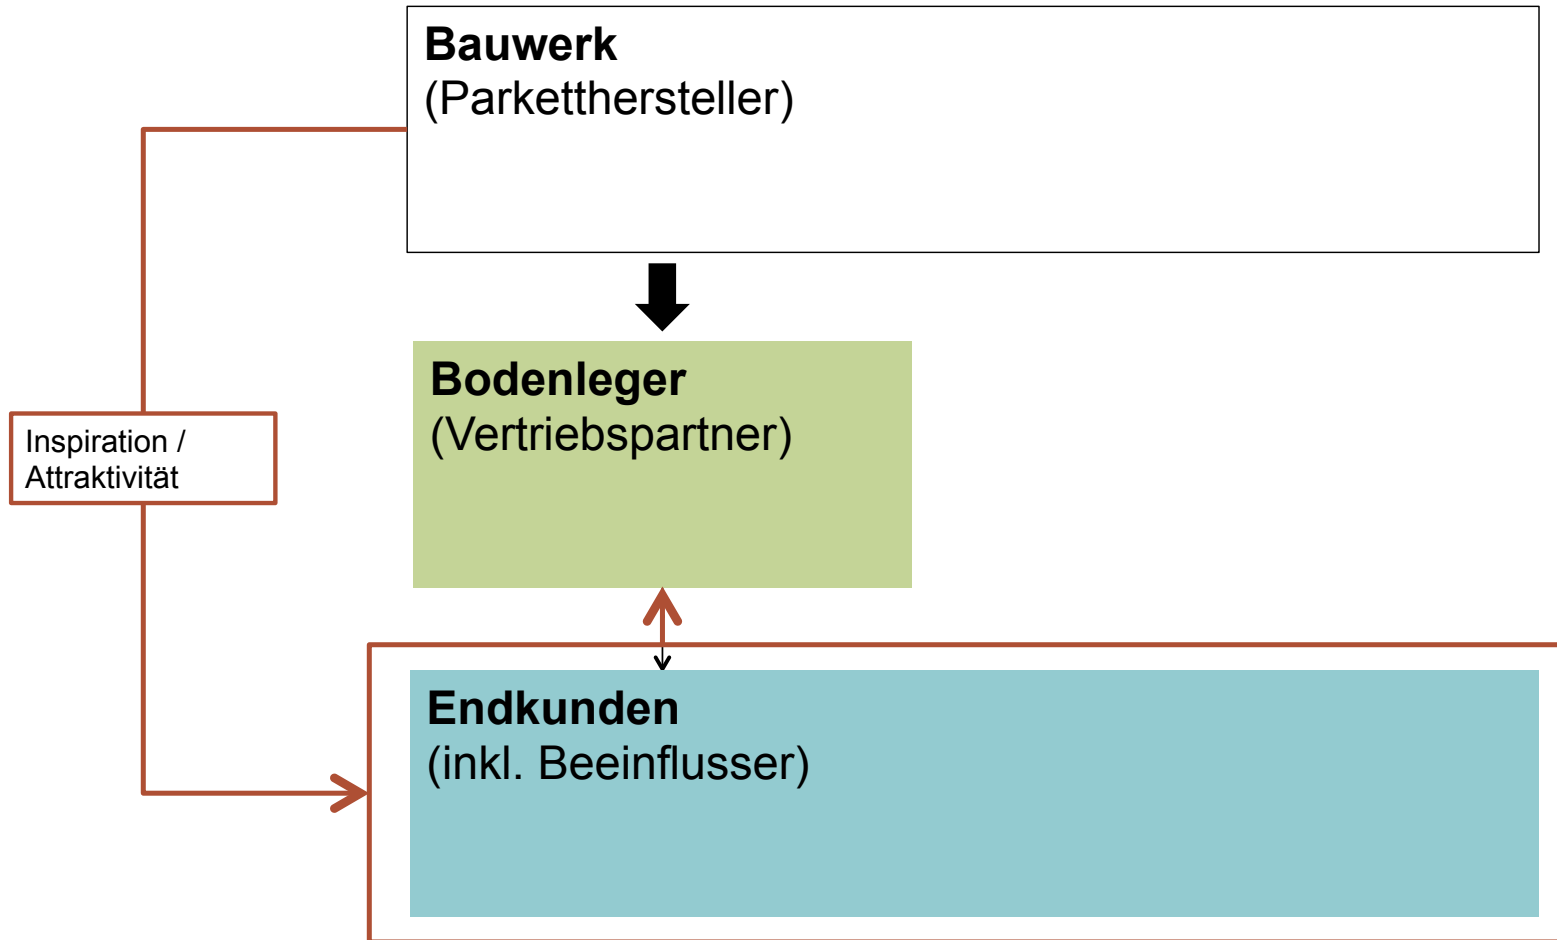 Bauwerk
(Parketthersteller)
Bodenleger
(Vertriebspartner)
Inspiration /
Attraktivität
Endkunden
(inkl. Beeinflusser)